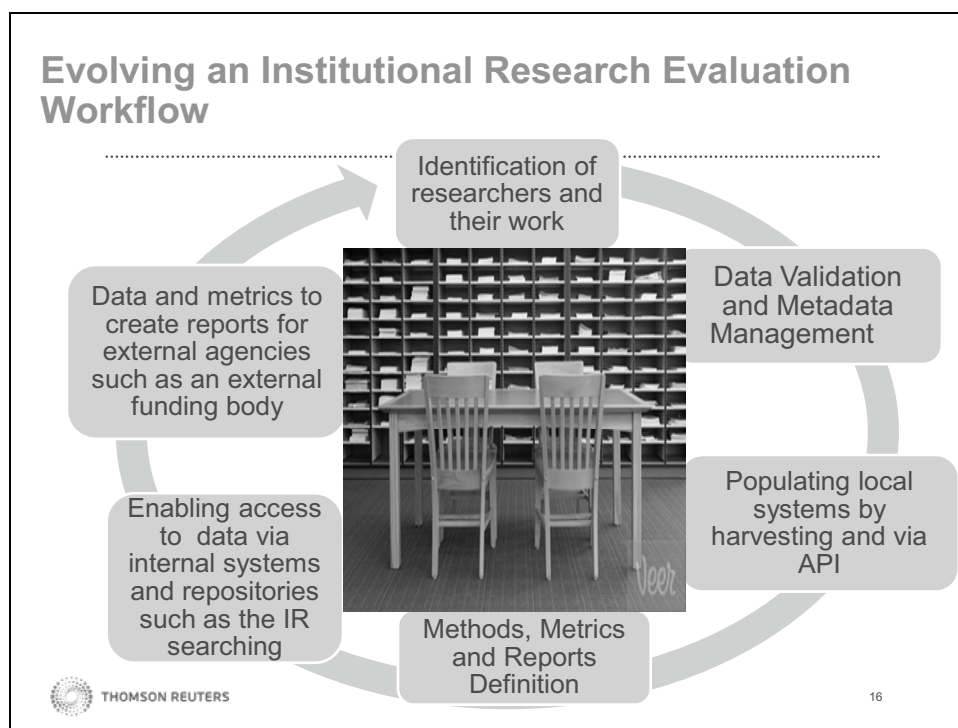 Evolving an Institutional Research Evaluation
Workflow
Identification of
researchers and
their work
Data Validation
and Metadata
Management
Populating local
systems by
harvesting and via
API
Methods, Metrics
and Reports
Definition
Enabling access
to data via
internal systems
and repositories
such as the IR
searching
Data and metrics to
create reports for
external agencies
such as an external
funding body
Veer
THOMSON REUTERS
16